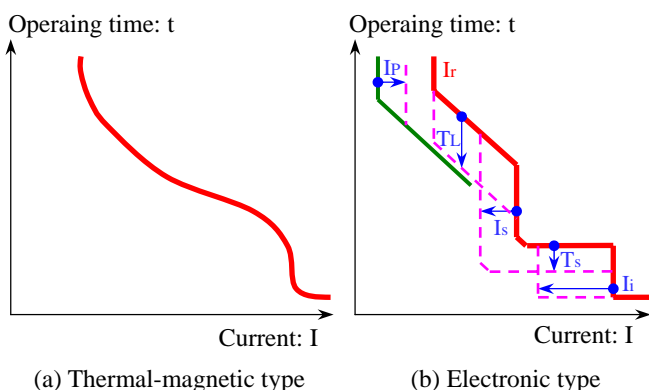 Operaing time: t
Operaing time: t
IP
Ir
TL
Is
Ts
Ii
Current: I
Current: I
(a) Thermal-magnetic type
(b) Electronic type